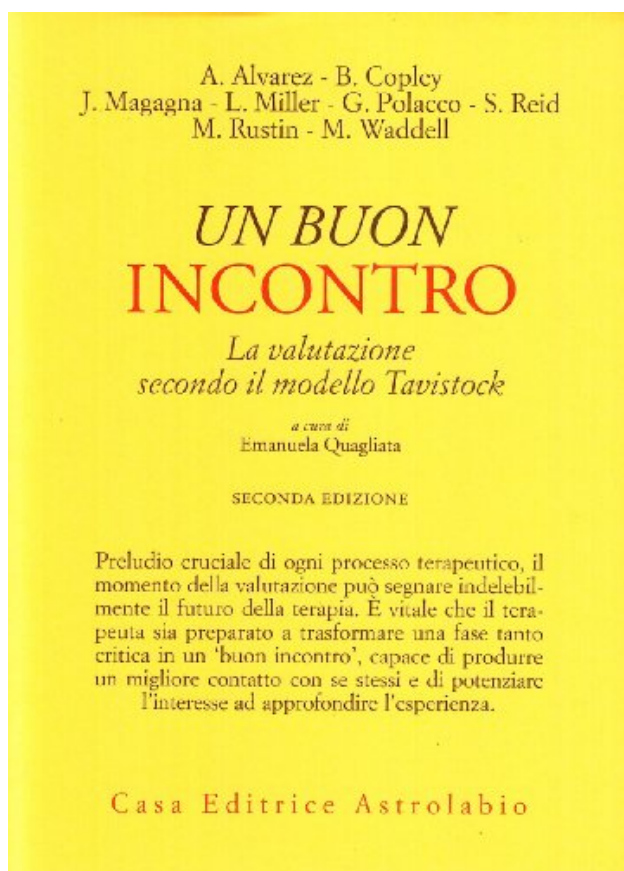 A. Alvarez - B. Copley
J. Magagna - L. Miller - G. Polacco - S. Reid
M. Rustin - M. Waddell
UN BUON
INCONTRO
La valutazione
secondo il modello Tavistock
a cura di
Emanuela Quagliata
SECONDA EDIZIONE
Preludio cruciale di ogni processo terapeutico, il
momento della valutazione può segnare indelebil-
mente il futuro della terapia. È vitale che il tera-
peuta sia preparato a trasformare una fase tanto
critica in un ‘buon incontro’, capace di produrre
un migliore contatto con se stessi e di potenziare
l’interesse ad approfondire l’esperienza.
Casa Editrice Astrolabio